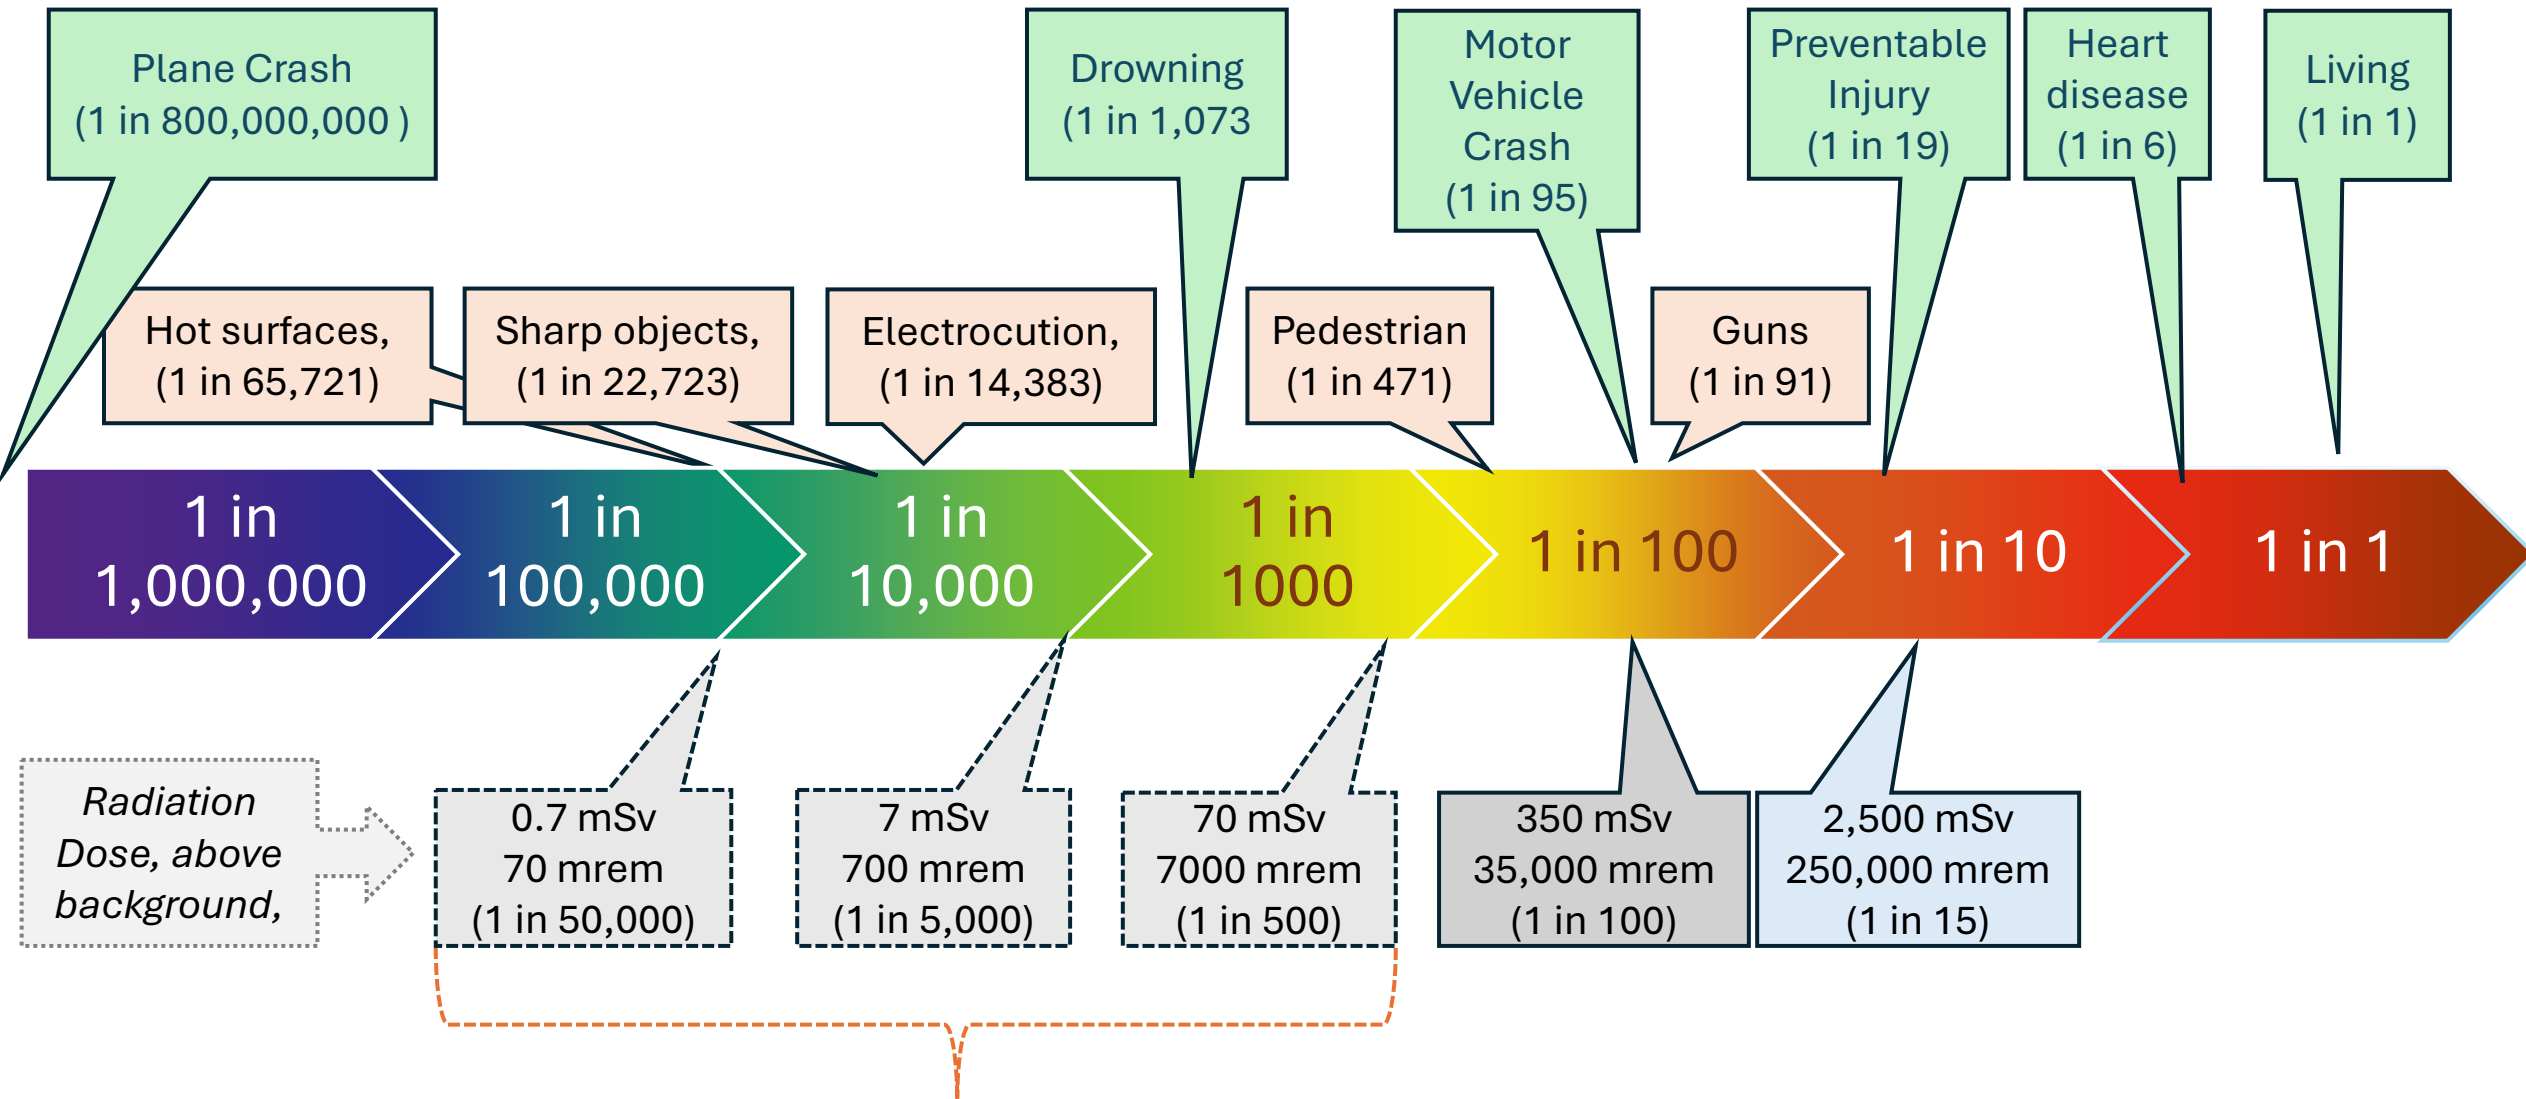 Plane Crash
(1 in 800,000,000 )
Drowning
(1 in 1,073
Motor
Vehicle
Crash
(1 in 95)
Preventable
Injury
(1 in 19)
Heart
disease
(1 in 6)
Living
(1 in 1)
Hot surfaces,
(1 in 65,721)
Sharp objects,
(1 in 22,723)
Electrocution,
(1 in 14,383)
Pedestrian
(1 in 471)
Guns
(1 in 91)
1 in
1,000,000
1 in
100,000
1 in
10,000
1 in
1000
1 in 100
1 in 10
1 in 1
Radiation
Dose, above
background,
0.7 mSv
70 mrem
(1 in 50,000)
7 mSv
700 mrem
(1 in 5,000)
70 mSv
7000 mrem
(1 in 500)
350 mSv
35,000 mrem
(1 in 100)
2,500 mSv
250,000 mrem
(1 in 15)